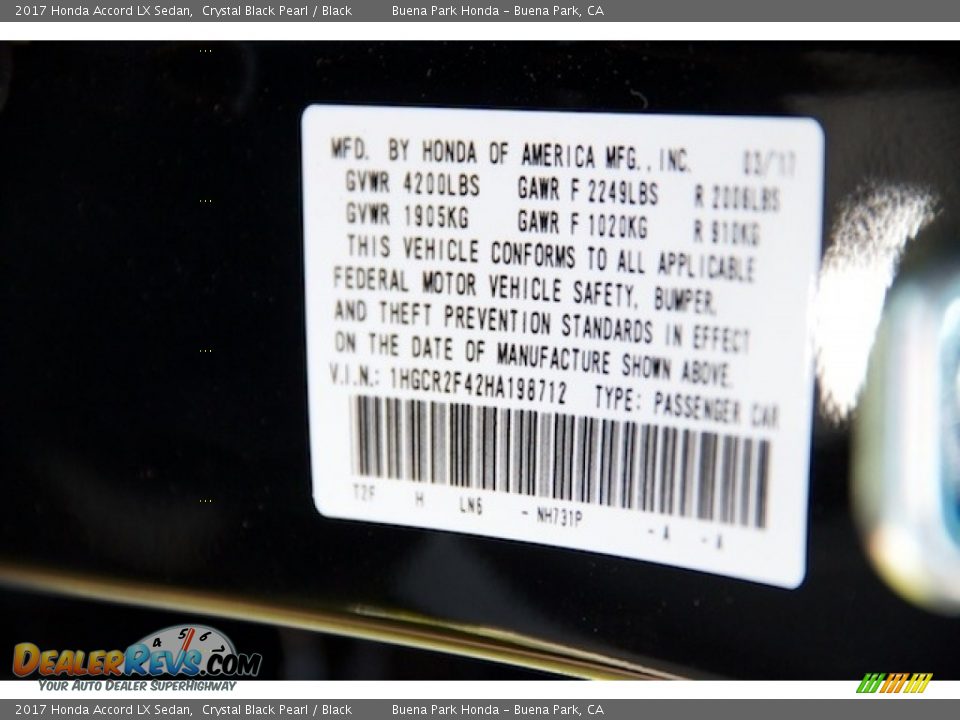 2017 Honda Accord LX Sedan, Crystal Black Pearl / Black Buena Park Honda - Buena Park, CA
MFD. BY HONDA OF AMERICA MFG., INC. 03/17
GVWR 4200LBS GAWR F 2249LBS R 2006LBS
GVWR 1905KG GAWR F 1020KG R 910KG
THIS VEHICLE CONFORMS TO ALL APPLICABLE
FEDERAL MOTOR VEHICLE SAFETY, BUMPER,
AND THEFT PREVENTION STANDARDS IN EFFECT
ON THE DATE OF MANUFACTURE SHOWN ABOVE.
V.I.N.: 1HGCR2F42HA198712 TYPE: PASSENGER CAR
T2F H LN6 - NH731P - A - A
4 5 6
DEALERREVS.COM
YOUR AUTO DEALER SUPERHIGHWAY
2017 Honda Accord LX Sedan, Crystal Black Pearl / Black Buena Park Honda - Buena Park, CA